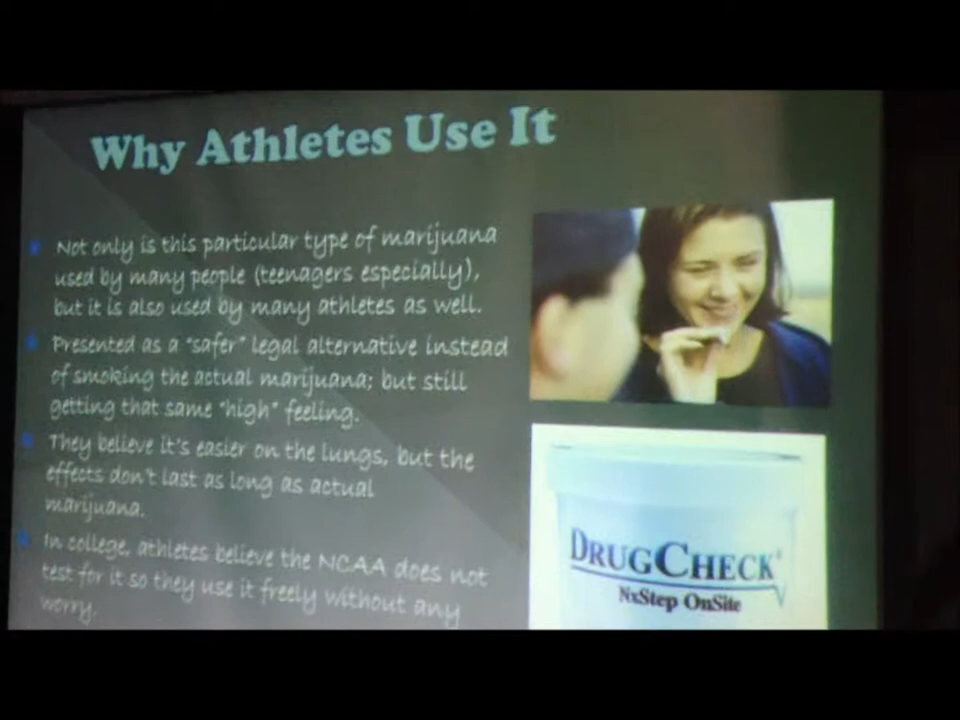 Why Athletes Use It
Not only is this particular type of marijuana
used by many people (teenagers especially),
but it is also used by many athletes as well.
Presented as a "safer" legal alternative instead
of smoking the actual marijuana; but still
getting that same "high" feeling.
They believe it's easier on the lungs, but the
effects don't last as long as actual
marijuana.
In college, athletes believe the NCAA does not
test for it so they use it freely without any
worry.
DRUGCHECK®
NxStep OnSite